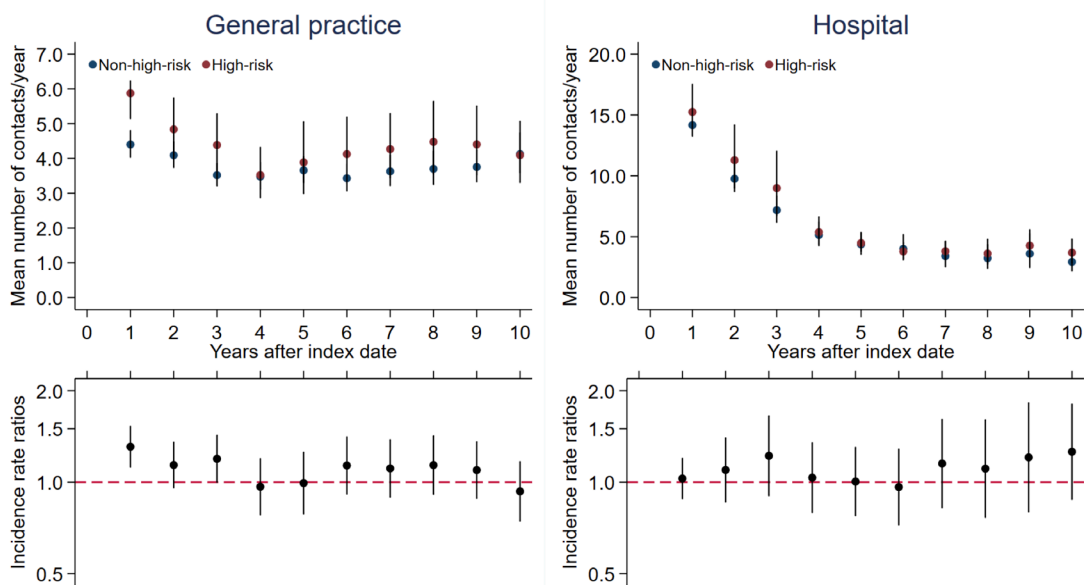 General practice
Mean number of contacts/year
7.0
6.0
5.0
4.0
3.0
2.0
1.0
0.0
Non-high-risk High-risk
0 1 2 3 4 5 6 7 8 9 10
Years after index date
Hospital
Mean number of contacts/year
20.0
15.0
10.0
5.0
0.0
Non-high-risk High-risk
0 1 2 3 4 5 6 7 8 9 10
Years after index date
Incidence rate ratios
2.0
1.5
1.0
0.5
Incidence rate ratios
2.0
1.5
1.0
0.5